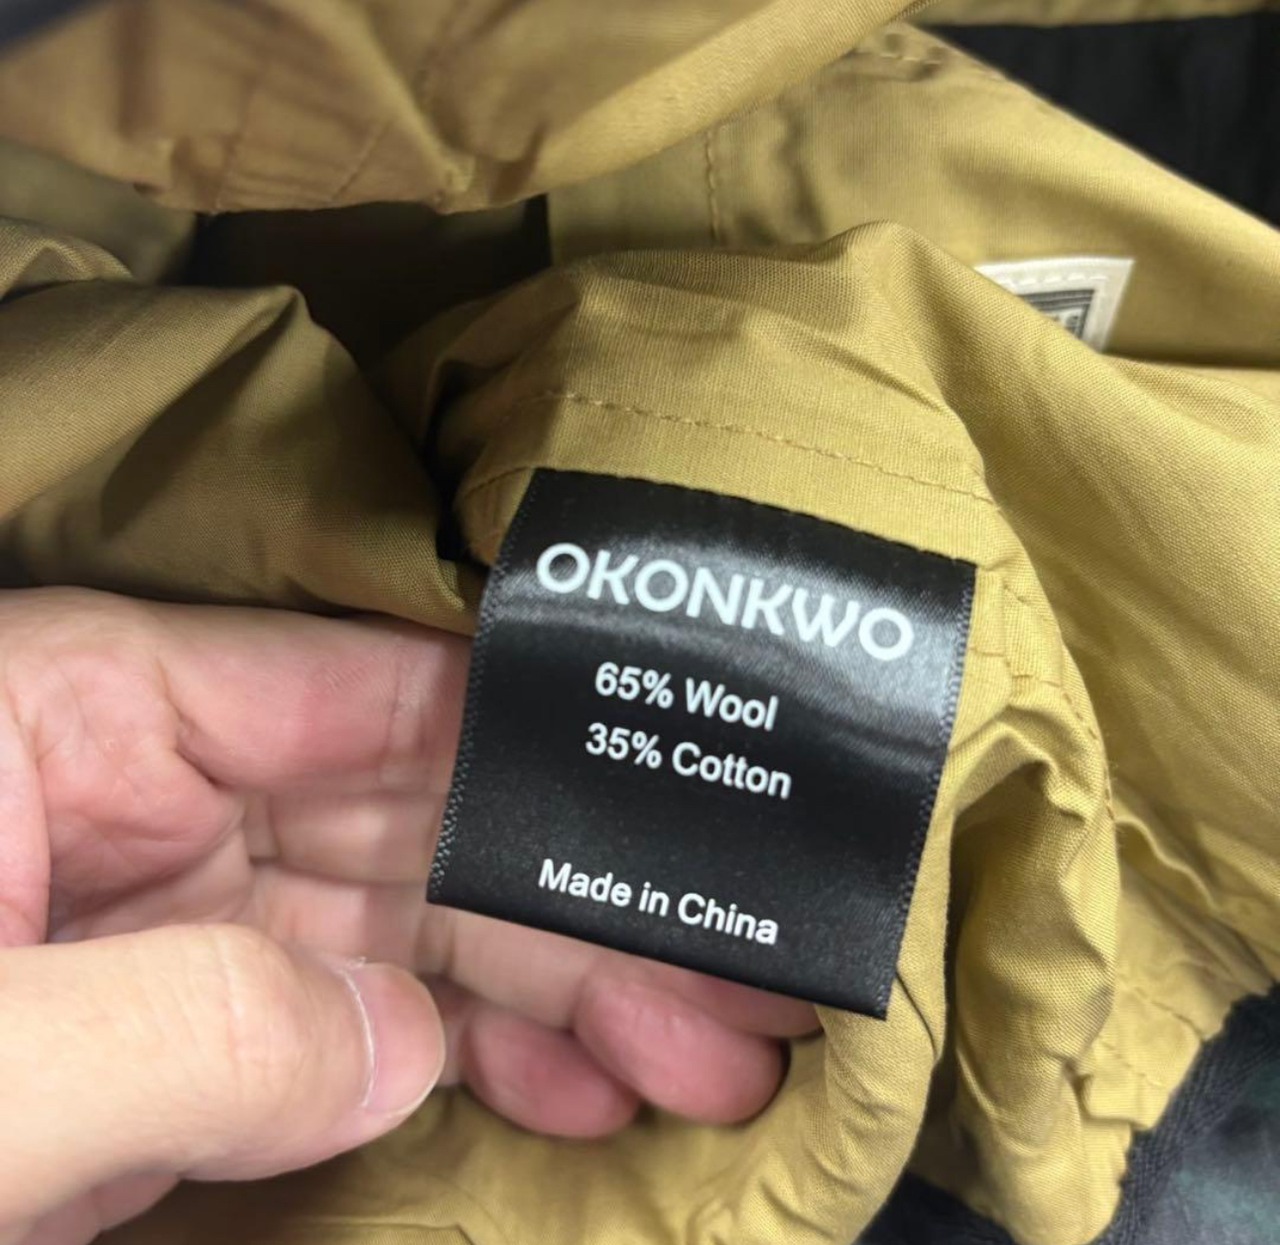 OKONKWO
65% Wool
35% Cotton
Made in China